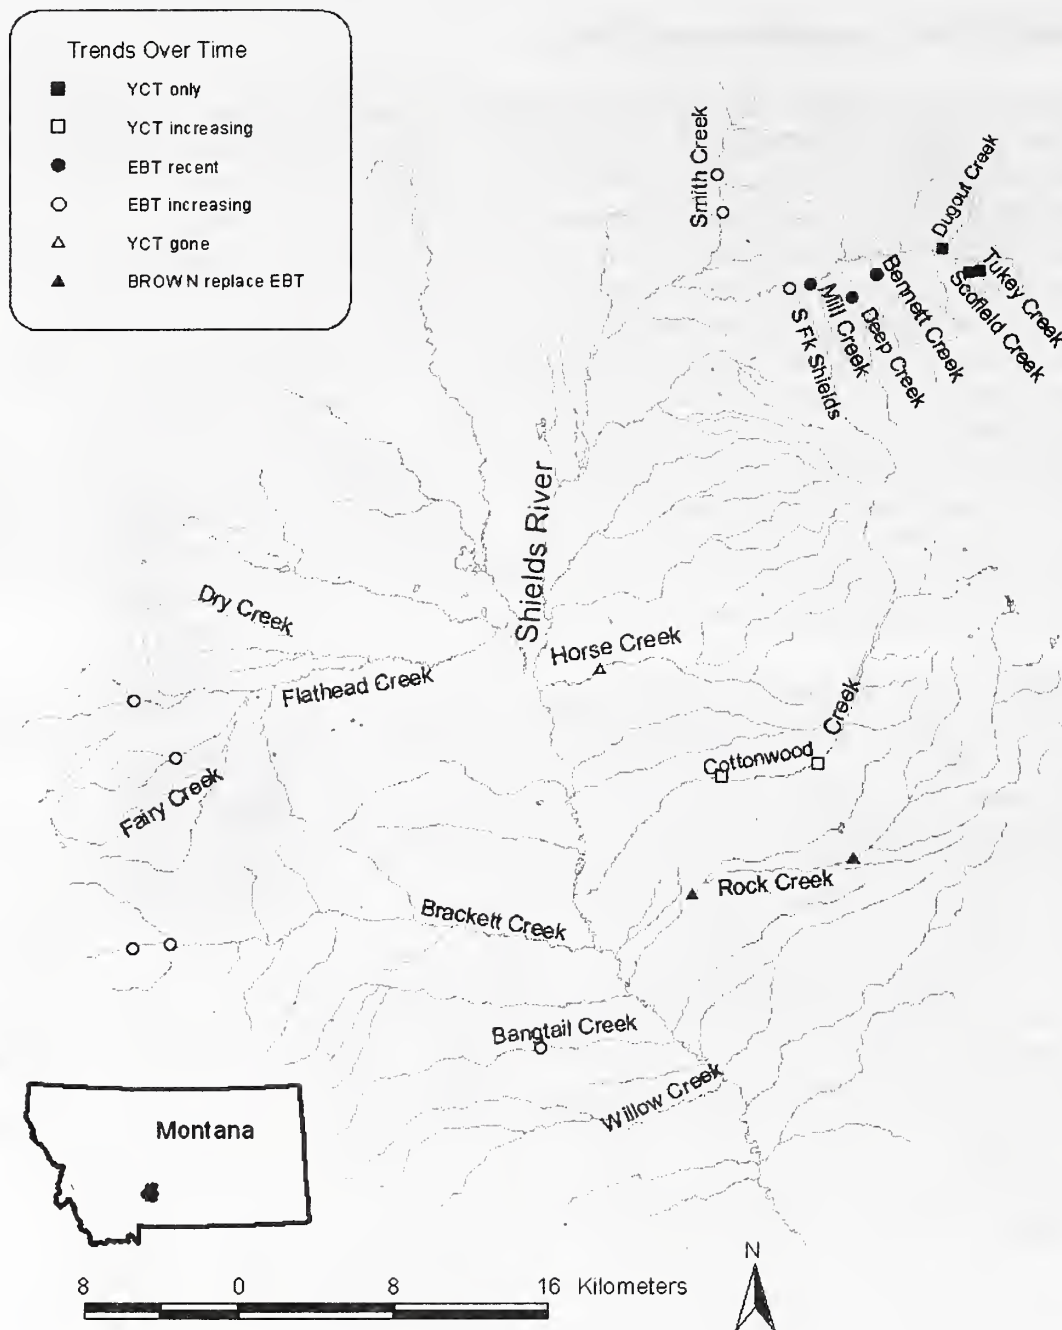 Trends Over Time
YCT only
YCT increasing
EBT recent
EBT increasing
YCT gone
BROWN replace EBT
Smith Creek
Dugout Creek
Tukey Creek
Scofield Creek
Bennett Creek
Deep Creek
Mill Creek
S Fk Shields
Shields River
Dry Creek
Horse Creek
Flathead Creek
Creek
Cottonwood
Fairy Creek
Rock Creek
Brackett Creek
Bangtail Creek
Willow Creek
Montana
N
8 0 8 16 Kilometers